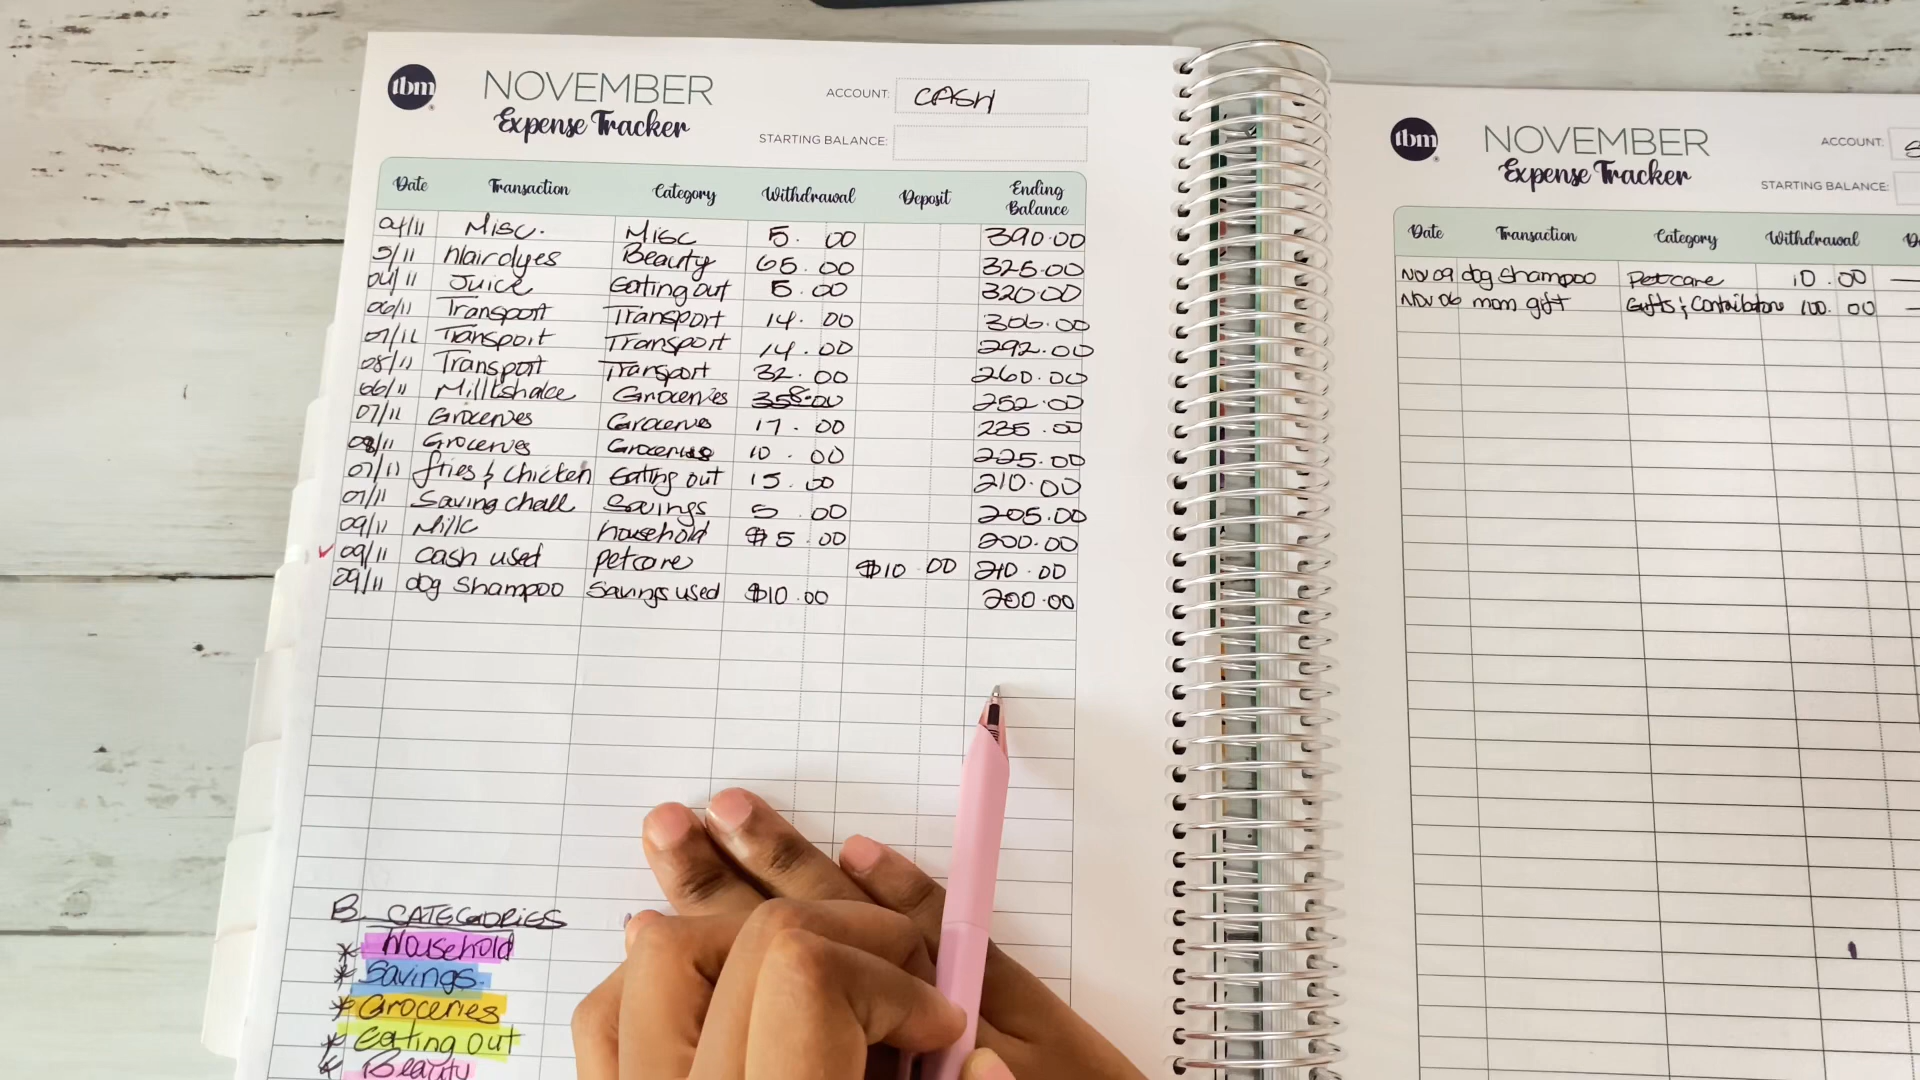 tbm NOVEMBER ACCOUNT: CASH
Expense Tracker STARTING BALANCE:
Date Transaction Category Withdrawal Deposit Ending Balance
04/11 Misc. Misc 5.00 390.00
5/11 Hairdyes Beauty 65.00 325.00
04/11 Juice Eating out 5.00 320.00
06/11 Transport Transport 14.00 306.00
07/11 Transport Transport 14.00 292.00
08/11 Transport Transport 32.00 260.00
06/11 Millkshake Groceries 252.00
07/11 Groceries Groceries 17.00 235.00
08/11 Groceries Groceries 10.00 225.00
07/11 fries & chicken Eating out 15.00 210.00
07/11 Saving chall Savings 5.00 205.00
09/11 Milk household $5.00 200.00
09/11 cash used petcare $10.00 210.00
09/11 dog shampoo Savings used $10.00 200.00
B. CATEGORIES
* Household
* Savings.
* Groceries
* Eating out
* Beauty
tbm NOVEMBER ACCOUNT: S
Expense Tracker STARTING BALANCE:
Date Transaction Category Withdrawal D
Nov 09 dog shampoo Petcare 10.00 —
Nov 06 mom gift Gifts & Contributions 100.00 —